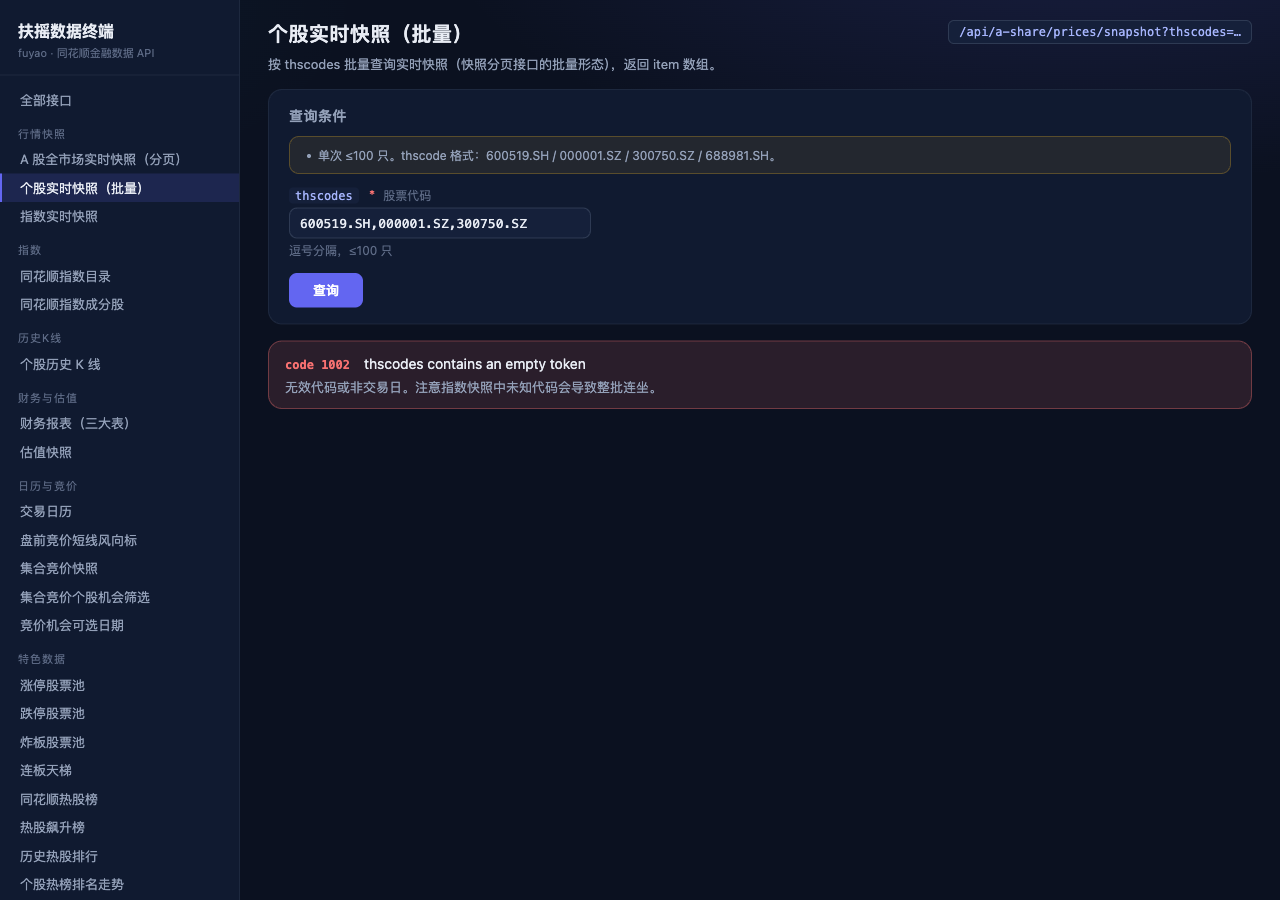 扶摇数据终端
fuyao · 同花顺金融数据 API
全部接口
行情快照
A 股全市场实时快照（分页）
个股实时快照（批量）
指数实时快照
指数
同花顺指数目录
同花顺指数成分股
历史K线
个股历史 K 线
财务与估值
财务报表（三大表）
估值快照
日历与竞价
交易日历
盘前竞价短线风向标
集合竞价快照
集合竞价个股机会筛选
竞价机会可选日期
特色数据
涨停股票池
跌停股票池
炸板股票池
连板天梯
同花顺热股榜
热股飙升榜
历史热股排行
个股热榜排名走势
个股实时快照（批量）
/api/a-share/prices/snapshot?thscodes=…
按 thscodes 批量查询实时快照（快照分页接口的批量形态），返回 item 数组。
查询条件
• 单次 ≤100 只。thscode 格式：600519.SH / 000001.SZ / 300750.SZ / 688981.SH。
thscodes * 股票代码
600519.SH,000001.SZ,300750.SZ
逗号分隔，≤100 只
查询
code 1002 thscodes contains an empty token
无效代码或非交易日。注意指数快照中未知代码会导致整批连坐。